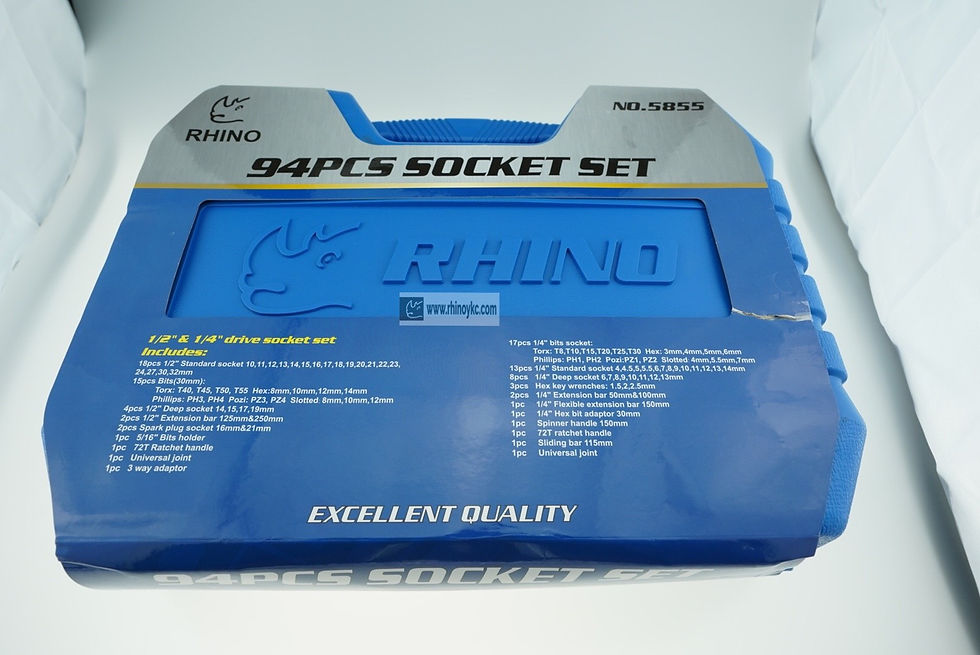 RHINO
NO.5855
94PCS SOCKET SET
RHINO
www.rhinoykc.com
1/2" & 1/4" drive socket set
Includes:
18pcs 1/2" Standard socket 10,11,12,13,14,15,16,17,18,19,20,21,22,23,
24,27,30,32mm
15pcs Bits(30mm):
Torx: T40, T45, T50, T55 Hex:8mm,10mm,12mm,14mm
Phillips: PH3, PH4 Pozi: PZ3, PZ4 Slotted 8mm,10mm,12mm
4pcs 1/2" Deep socket 14,15,17,19mm
2pcs 1/2" Extension bar 125mm&250mm
2pcs Spark plug socket 16mm&21mm
1pc 5/16" Bits holder
1pc 72T Ratchet handle
1pc Universal joint
1pc 3 way adaptor
17pcs 1/4" bits socket:
Torx: T8,T10,T15,T20,T25,T30 Hex: 3mm,4mm,5mm,6mm
Phillips: PH1, PH2 Pozi:PZ1, PZ2 Slotted 4mm,5.5mm,7mm
13pcs 1/4" Standard socket 4,4.5,5,5.5,6,7,8,9,10,11,12,13,14mm
8pcs 1/4" Deep socket 6,7,8,9,10,11,12,13mm
3pcs Hex key wrenches: 1.5,2,2.5mm
2pcs 1/4" Extension bar 50mm&100mm
1pc 1/4" Flexible extension bar 150mm
1pc 1/4" Hex bit adaptor 30mm
1pc Spinner handle 150mm
1pc 72T ratchet handle
1pc Sliding bar 115mm
1pc Universal joint
EXCELLENT QUALITY
94PCS SOCKET SET